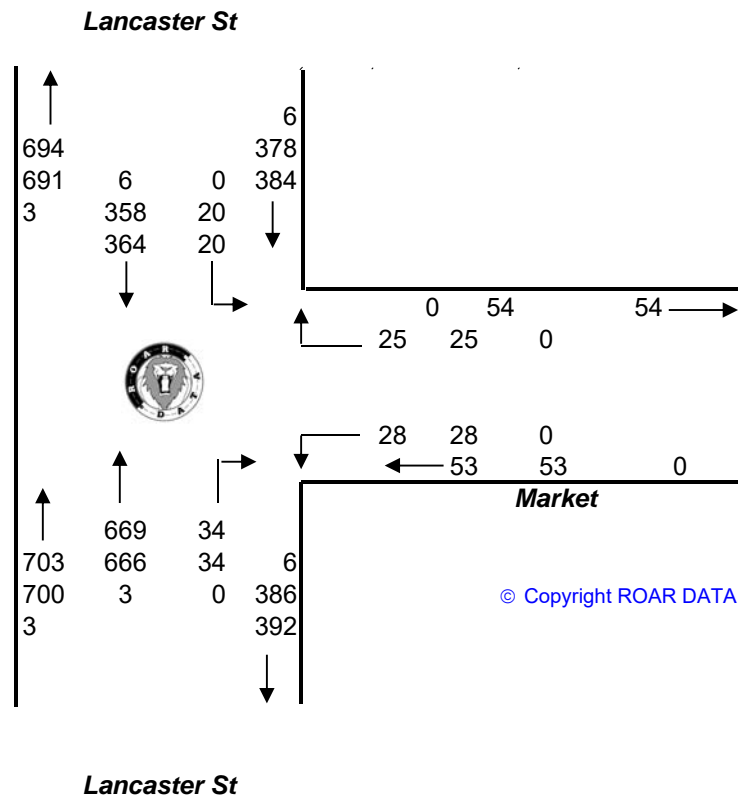 Lancaster St
6
694 378
691 6 0 384
3 358 20
364 20
0 54 54
25 25 0
ROAR DATA
28 28 0
53 53 0
Market
669 34
703 666 34 6
700 3 0 386
© Copyright ROAR DATA
3 392
Lancaster St